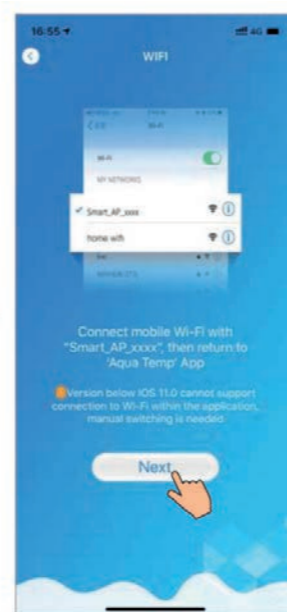 16:55 4G
WIFI
Wi-Fi
MY NETWORKS
Smart_AP_xxxx
home wifi
Connect mobile Wi-Fi with
"Smart_AP_xxxx", then return to
'Aqua Temp' App
Version below IOS 11.0 cannot support
connection to Wi-Fi within the application,
manual switching is needed
Next